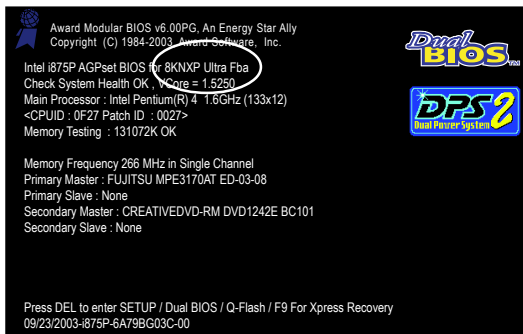 Award Modular BIOS v6.00PG, An Energy Star Ally
Copyright (C) 1984-2003, Award Software, Inc.
Dual
BIOS TM
Intel i875P AGPset BIOS for 8KNXP Ultra Fba
Check System Health OK , VCore = 1.5250
Main Processor : Intel Pentium(R) 4 1.6GHz (133x12)
<CPUID : 0F27 Patch ID : 0027>
Memory Testing : 131072K OK
DPS 2
Dual Power System
Memory Frequency 266 MHz in Single Channel
Primary Master : FUJITSU MPE3170AT ED-03-08
Primary Slave : None
Secondary Master : CREATIVEDVD-RM DVD1242E BC101
Secondary Slave : None
Press DEL to enter SETUP / Dual BIOS / Q-Flash / F9 For Xpress Recovery
09/23/2003-i875P-6A79BG03C-00